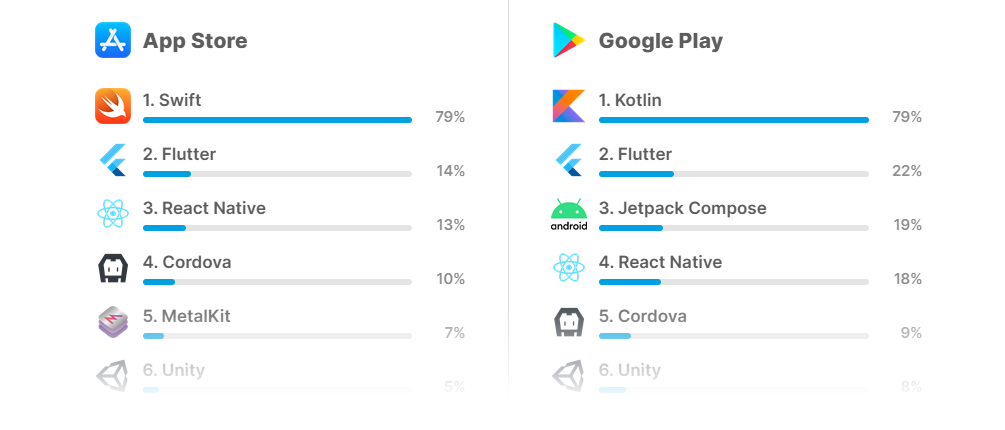 App Store
1. Swift
79%
2. Flutter
14%
3. React Native
13%
4. Cordova
10%
5. MetalKit
7%
6. Unity
5%
Google Play
1. Kotlin
79%
2. Flutter
22%
android
3. Jetpack Compose
19%
4. React Native
18%
5. Cordova
9%
6. Unity
8%